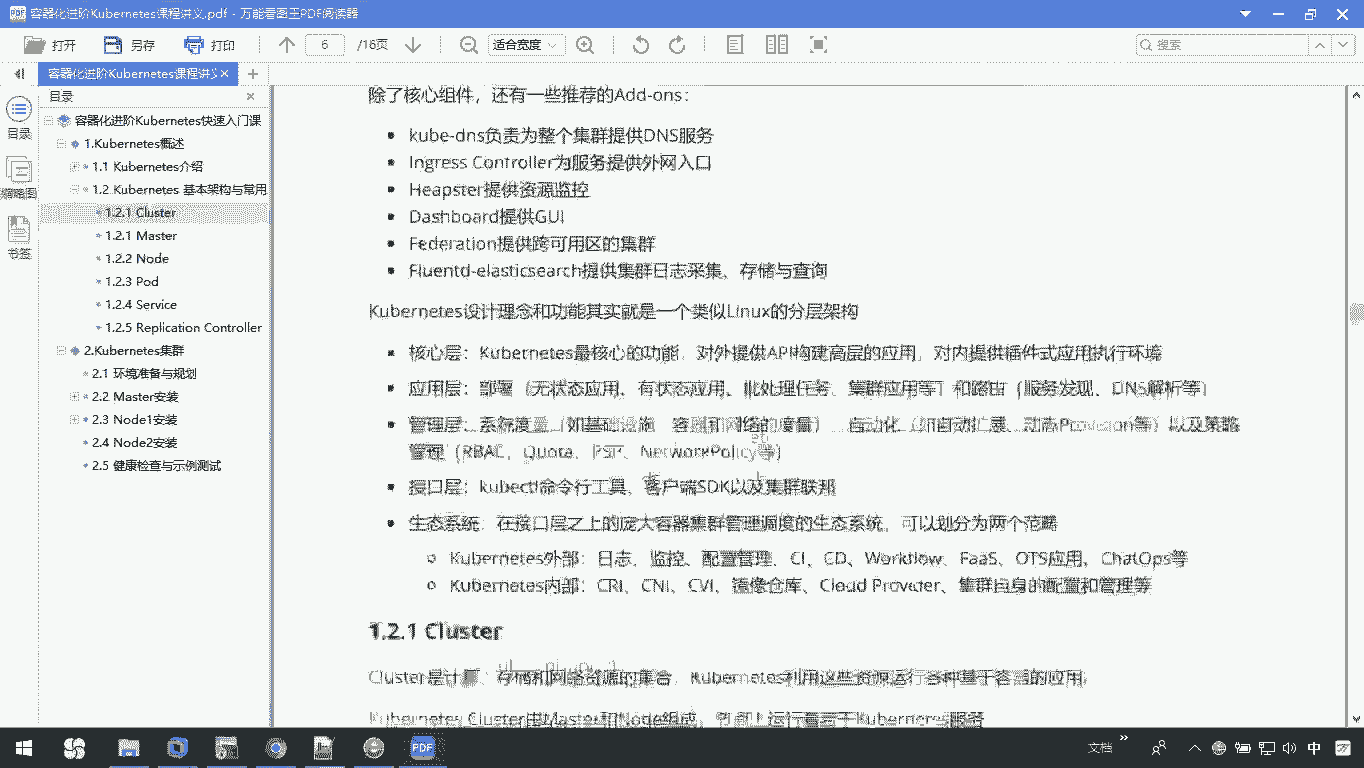 容器化进阶Kubernetes课程讲义.pdf - 万能看图王PDF阅读器
打开 另存 打印 6 /16页 适合宽度 搜索
容器化进阶Kubernetes课程讲义
目录
目录
缩略图
书签
容器化进阶Kubernetes快速入门课
1.Kubernetes概述
1.1 Kubernetes介绍
1.2 Kubernetes 基本架构与常用
1.2.1 Cluster
1.2.1 Master
1.2.2 Node
1.2.3 Pod
1.2.4 Service
1.2.5 Replication Controller
2.Kubernetes集群
2.1 环境准备与规划
2.2 Master安装
2.3 Node1安装
2.4 Node2安装
2.5 健康检查与示例测试
除了核心组件，还有一些推荐的Add-ons：
kube-dns负责为整个集群提供DNS服务
Ingress Controller为服务提供外网入口
Heapster提供资源监控
Dashboard提供GUI
Federation提供跨可用区的集群
Fluentd-elasticsearch提供集群日志采集、存储与查询
Kubernetes设计理念和功能其实就是一个类似Linux的分层架构
核心层：Kubernetes最核心的功能，对外提供API构建高层的应用，对内提供插件式应用执行环境
应用层：部署（无状态应用、有状态应用、批处理任务、集群应用等）和路由（服务发现、DNS解析等）
管理层：系统度量（如基础设施、容器和网络的度量），自动化（如自动扩展、动态Provision等）以及策略
管理（RBAC、Quota、PSP、NetworkPolicy等）
接口层：kubectl命令行工具、客户端SDK以及集群联邦
生态系统：在接口层之上的庞大容器集群管理调度的生态系统，可以划分为两个范畴
Kubernetes外部：日志、监控、配置管理、CI、CD、Workflow、FaaS、OTS应用、ChatOps等
Kubernetes内部：CRI、CNI、CVI、镜像仓库、Cloud Provider、集群自身的配置和管理等
1.2.1 Cluster
Cluster是计算、存储和网络资源的集合，Kubernetes利用这些资源运行各种基于容器的应用
Kubernetes Cluster由Master和Node组成，
PDF 文档 中